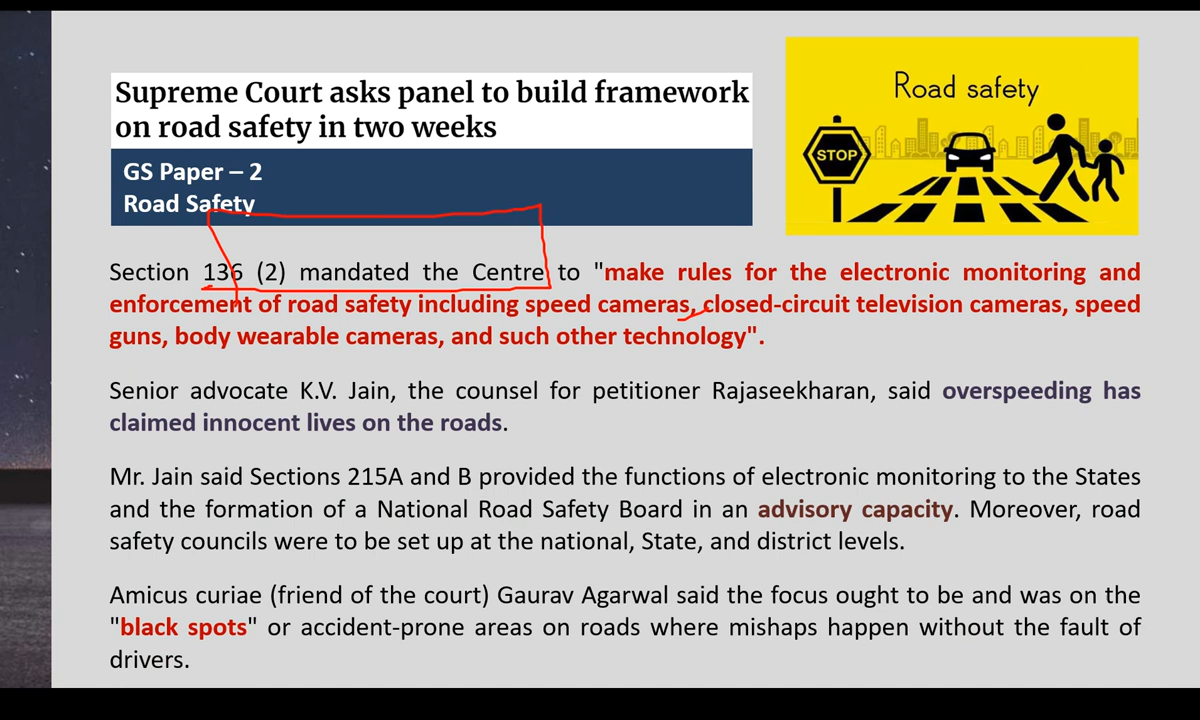 Supreme Court asks panel to build framework
on road safety in two weeks
GS Paper – 2
Road Safety
Road safety
STOP
Section 136 (2) mandated the Centre to "make rules for the electronic monitoring and
enforcement of road safety including speed cameras, closed-circuit television cameras, speed
guns, body wearable cameras, and such other technology".
Senior advocate K.V. Jain, the counsel for petitioner Rajaseekharan, said overspeeding has
claimed innocent lives on the roads.
Mr. Jain said Sections 215A and B provided the functions of electronic monitoring to the States
and the formation of a National Road Safety Board in an advisory capacity. Moreover, road
safety councils were to be set up at the national, State, and district levels.
Amicus curiae (friend of the court) Gaurav Agarwal said the focus ought to be and was on the
"black spots" or accident-prone areas on roads where mishaps happen without the fault of
drivers.